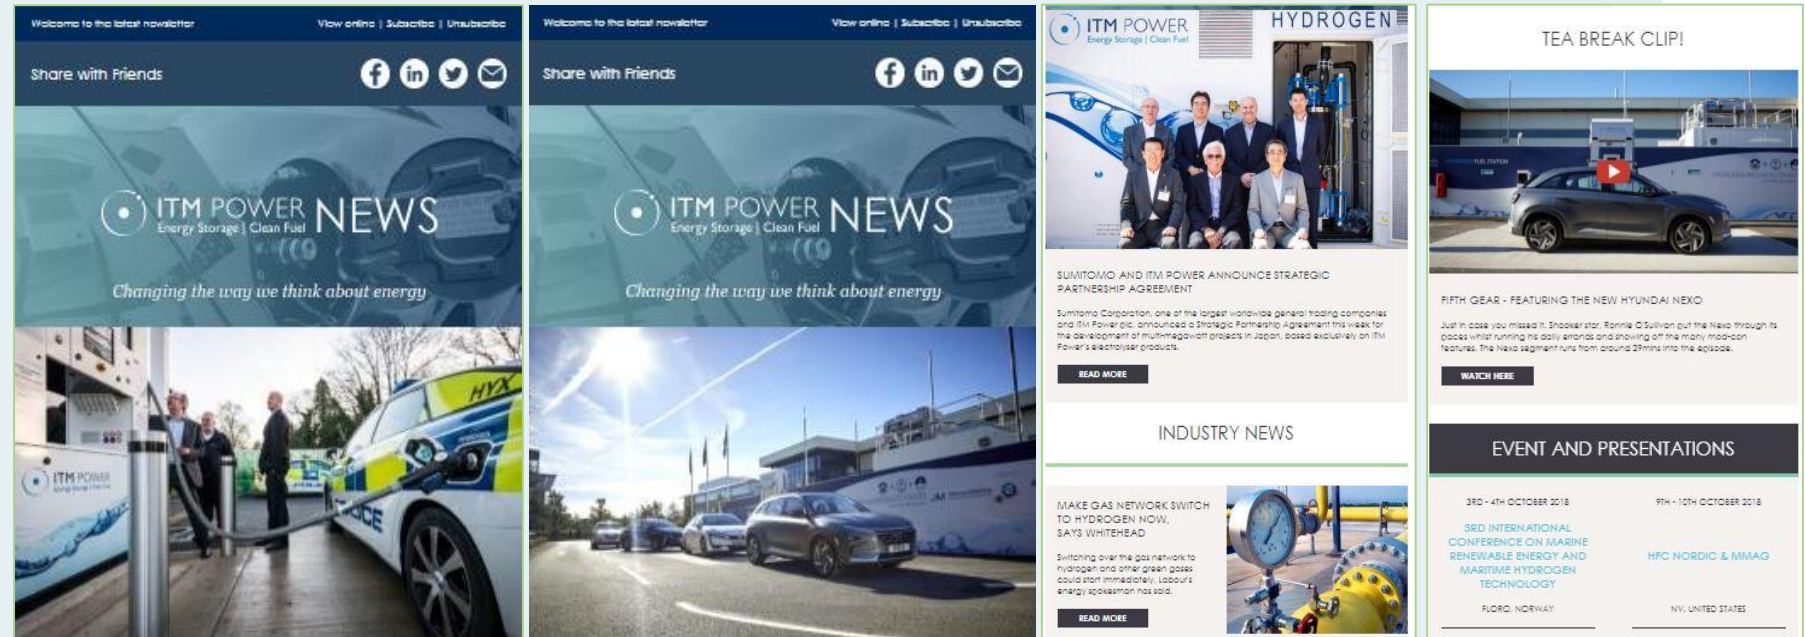 Welcome to the latest newsletter
View online | Subscribe | Unsubscribe
Share with Friends
ITM POWER NEWS
Energy Storage | Clean Fuel
Changing the way we think about energy
HYX
ITM POWER
Welcome to the latest newsletter
View online | Subscribe | Unsubscribe
Share with Friends
ITM POWER NEWS
Energy Storage | Clean Fuel
Changing the way we think about energy
ITM POWER
Energy Storage | Clean Fuel
HYDROGEN
SUMITOMO AND ITM POWER ANNOUNCE STRATEGIC
PARTNERSHIP AGREEMENT
Sumitomo Corporation, one of the largest worldwide general trading companies
and ITM Power plc, announced a Strategic Partnership Agreement this week for
the development of multimegawatt projects in Japan, based exclusively on ITM
Power's electrolyser products.
READ MORE
INDUSTRY NEWS
MAKE GAS NETWORK SWITCH
TO HYDROGEN NOW,
SAYS WHITEHEAD
Switching over the gas network to
hydrogen and other green gases
could start immediately, Labour's
energy spokesman has said.
READ MORE
TEA BREAK CLIP!
FIFTH GEAR - FEATURING THE NEW HYUNDAI NEXO
Just in case you missed it. Snooker star, Ronnie O'Sullivan put the Nexo through its
paces whilst running his daily errands and showing off the many mod-con
features. The Nexo segment runs from around 29mins into the episode.
WATCH HERE
EVENT AND PRESENTATIONS
3RD - 4TH OCTOBER 2018
3RD INTERNATIONAL
CONFERENCE ON MARINE
RENEWABLE ENERGY AND
MARITIME HYDROGEN
TECHNOLOGY
FLORO, NORWAY
9TH - 10TH OCTOBER 2018
HFC NORDIC & MMAG
NV, UNITED STATES